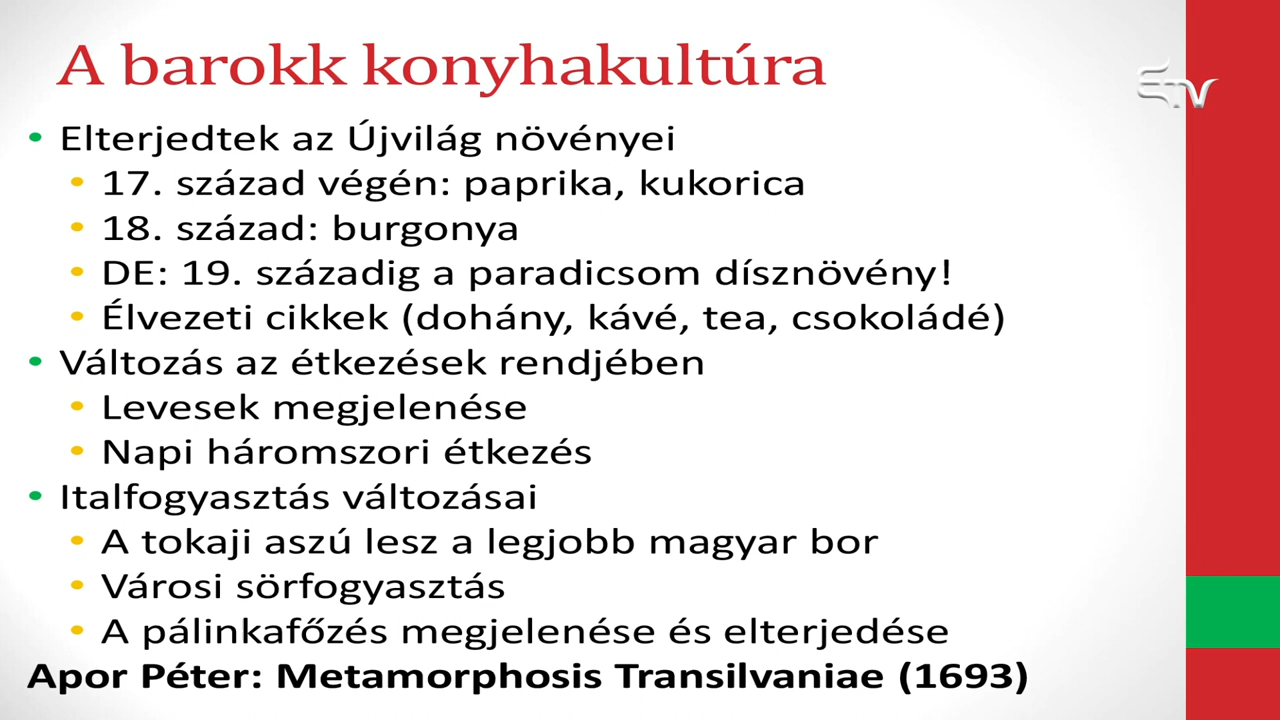 A barokk konyhakultúra
ETV
• Elterjedtek az Újvilág növényei
• 17. század végén: paprika, kukorica
• 18. század: burgonya
• DE: 19. századig a paradicsom dísznövény!
• Élvezeti cikkek (dohány, kávé, tea, csokoládé)
• Változás az étkezések rendjében
• Levesek megjelenése
• Napi háromszori étkezés
• Italfogyasztás változásai
• A tokaji aszú lesz a legjobb magyar bor
• Városi sörfogyasztás
• A pálinkafőzés megjelenése és elterjedése
Apor Péter: Metamorphosis Transilvaniae (1693)